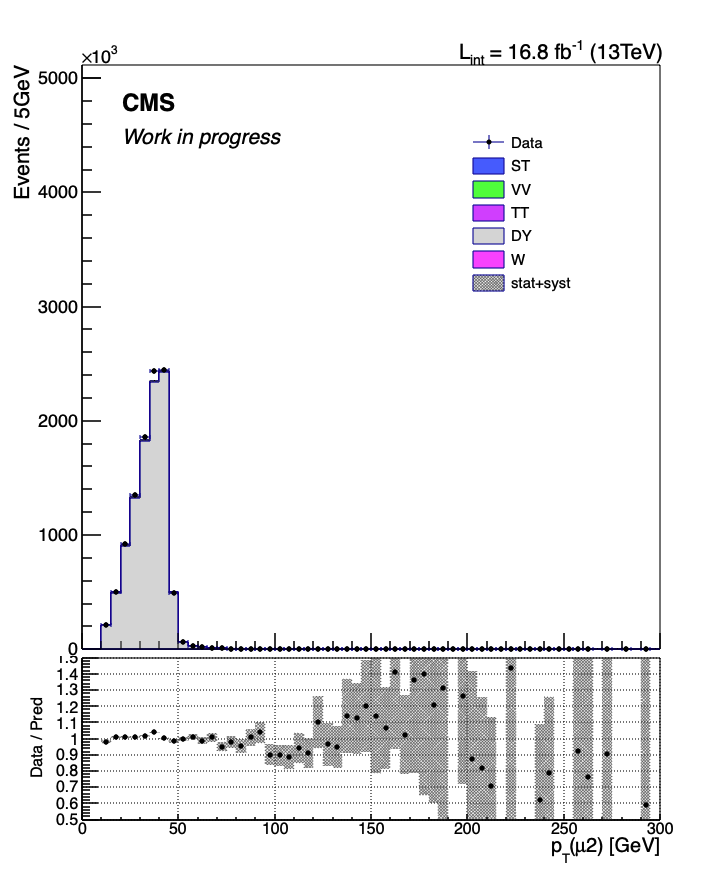 ×10³
L_int = 16.8 fb⁻¹ (13TeV)
Events / 5GeV
5000
4000
3000
2000
1000
0
CMS
Work in progress
Data
ST
VV
TT
DY
W
stat+syst
Data / Pred
1.5
1.4
1.3
1.2
1.1
1
0.9
0.8
0.7
0.6
0.5
0 50 100 150 200 250 300
p_T(μ2) [GeV]